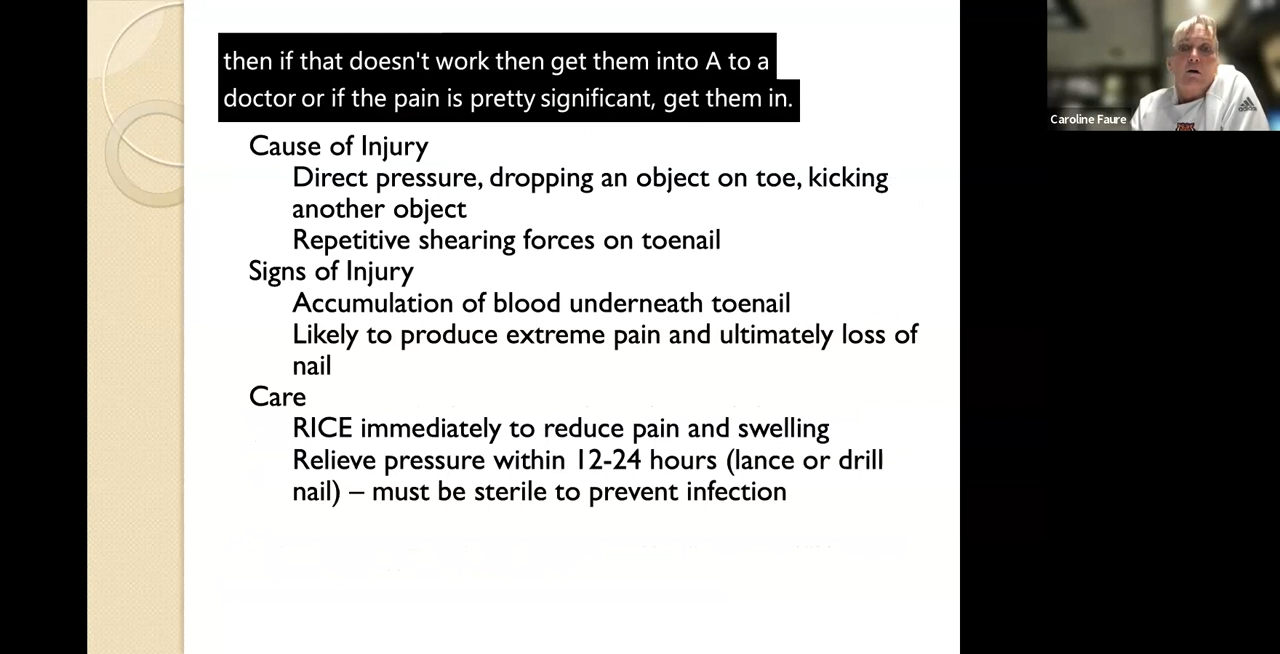 then if that doesn't work then get them into A to a
doctor or if the pain is pretty significant, get them in.
Cause of Injury
Direct pressure, dropping an object on toe, kicking
another object
Repetitive shearing forces on toenail
Signs of Injury
Accumulation of blood underneath toenail
Likely to produce extreme pain and ultimately loss of
nail
Care
RICE immediately to reduce pain and swelling
Relieve pressure within 12-24 hours (lance or drill
nail) – must be sterile to prevent infection
Caroline Faure
adidas